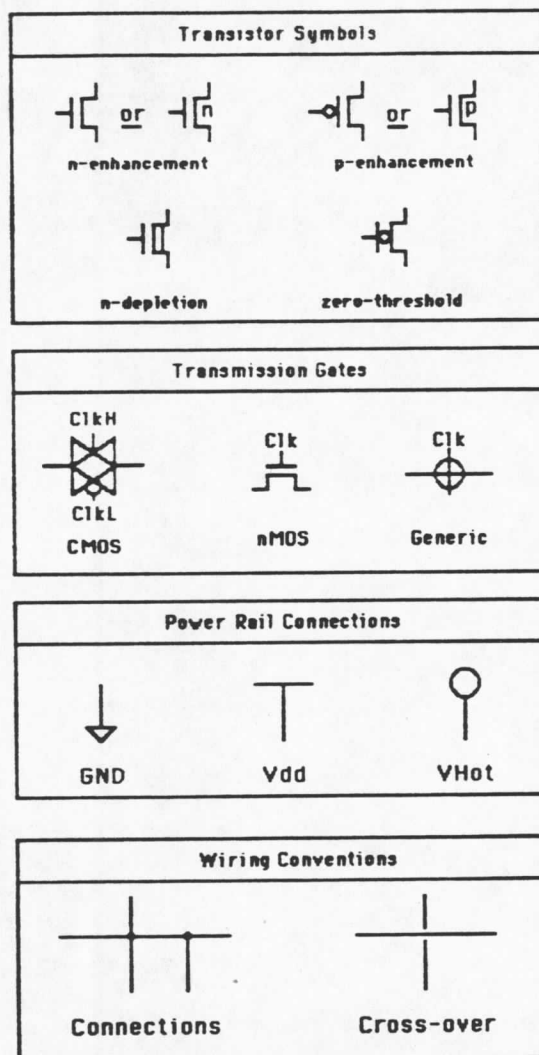 Transistor Symbols
or n or p
n-enhancement p-enhancement
n-depletion zero-threshold
Transmission Gates
ClkH Clk Clk
ClkL
CMOS nMOS Generic
Power Rail Connections
GND Vdd VHot
Wiring Conventions
Connections Cross-over